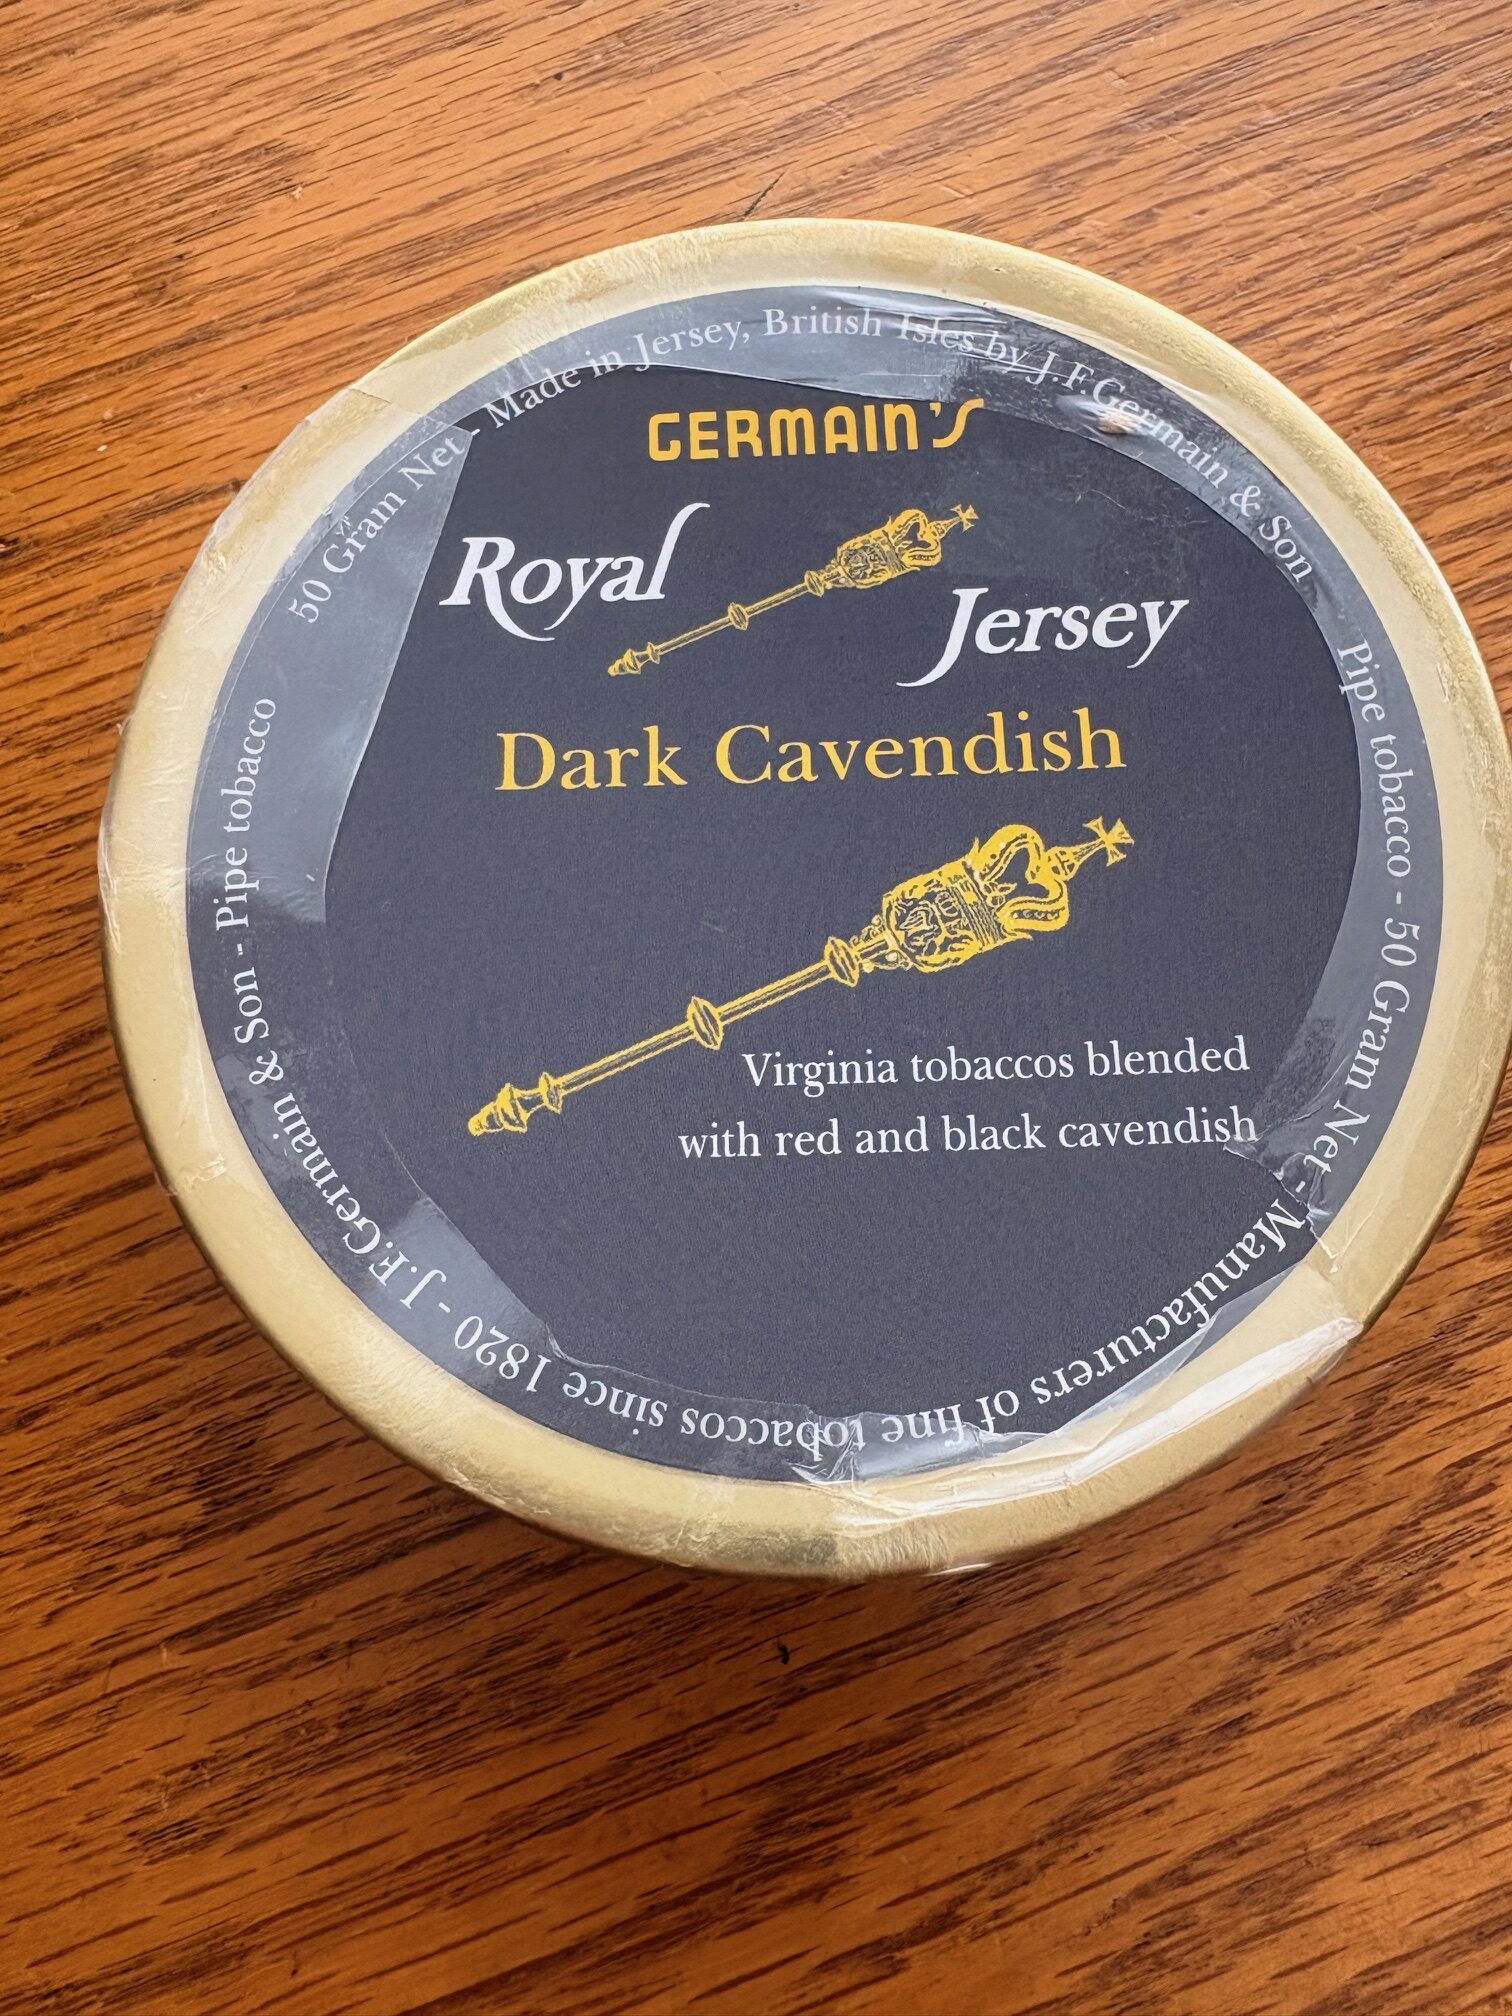 GERMAIN'S
Royal Jersey
Dark Cavendish
Virginia tobaccos blended
with red and black cavendish
50 Gram Net - Made in Jersey, British Isles by J.F.Germain & Son
Pipe tobacco - 50 Gram Net - Manufacturers of fine tobaccos since 1820 - J.F.Germain & Son - Pipe tobacco